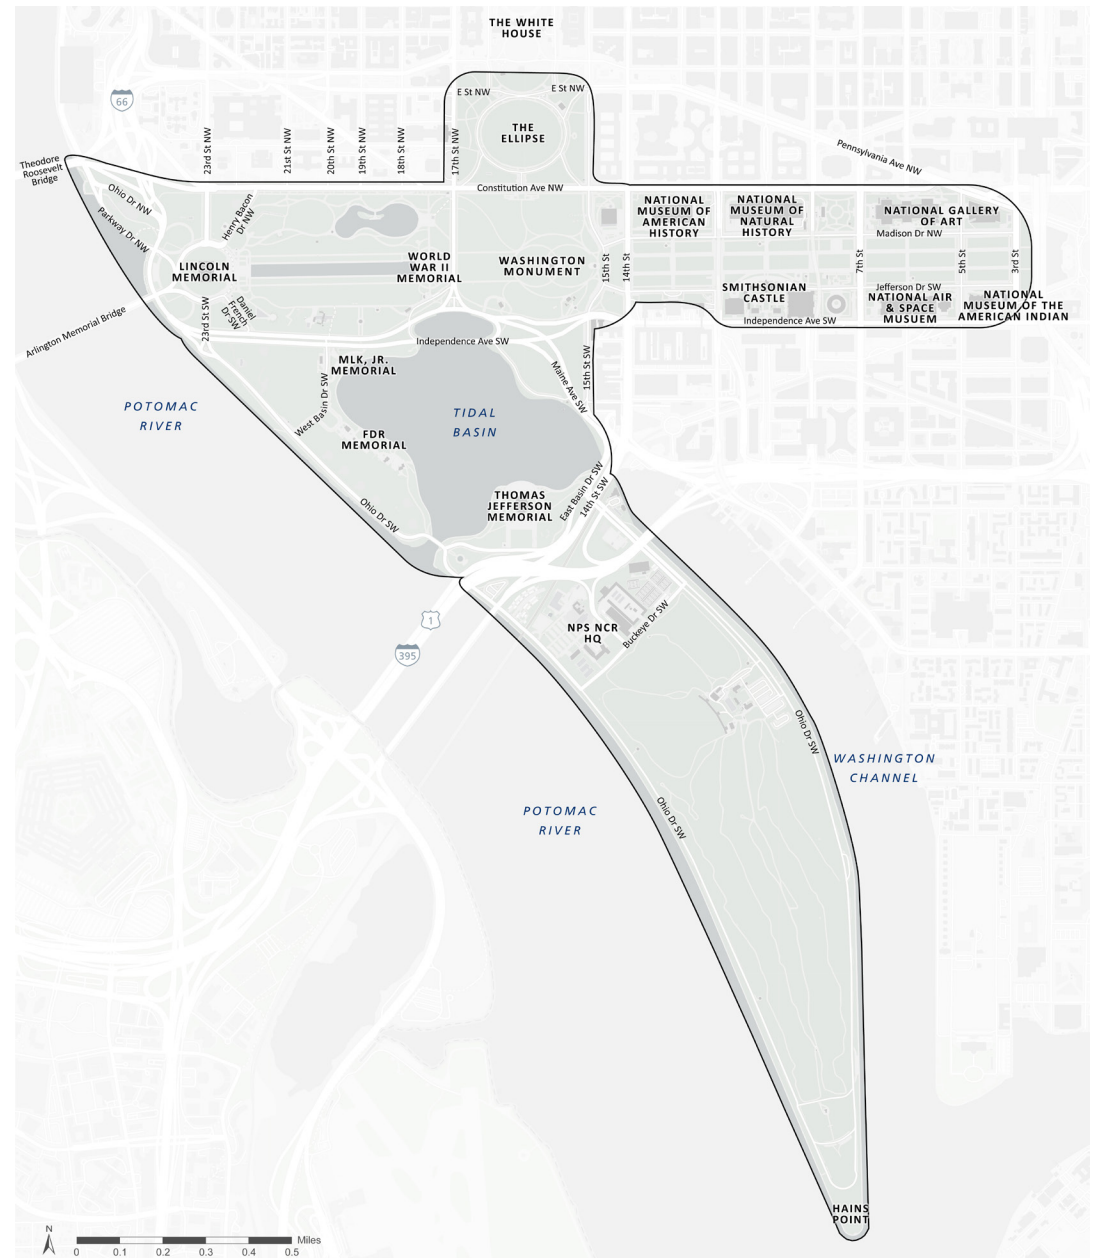 THE WHITE
HOUSE
E St NW
E St NW
66
THE
ELLIPSE
23rd St NW
21st St NW
20th St NW
19th St NW
18th St NW
17th St NW
Pennsylvania Ave NW
Theodore
Roosevelt
Bridge
Constitution Ave NW
Ohio Dr NW
Parkway Dr NW
Henry Bacon
Dr NW
NATIONAL
MUSEUM OF
AMERICAN
HISTORY
NATIONAL
MUSEUM OF
NATURAL
HISTORY
NATIONAL GALLERY
OF ART
Madison Dr NW
LINCOLN
MEMORIAL
WORLD
WAR II
MEMORIAL
WASHINGTON
MONUMENT
15th St
14th St
7th St
5th St
3rd St
SMITHSONIAN
CASTLE
Jefferson Dr SW
NATIONAL AIR
& SPACE
MUSUEM
NATIONAL
MUSEUM OF THE
AMERICAN INDIAN
Independence Ave SW
Arlington Memorial Bridge
23rd St SW
Daniel
French
Dr SW
Independence Ave SW
MLK, JR.
MEMORIAL
West Basin Dr SW
Maine Ave SW
15th St SW
POTOMAC
RIVER
TIDAL
BASIN
FDR
MEMORIAL
THOMAS
JEFFERSON
MEMORIAL
East Basin Dr SW
14th St SW
Ohio Dr SW
1
395
NPS NCR
HQ
Buckeye Dr SW
Ohio Dr SW
WASHINGTON
CHANNEL
POTOMAC
RIVER
Ohio Dr SW
HAINS
POINT
N
Miles
0 0.1 0.2 0.3 0.4 0.5